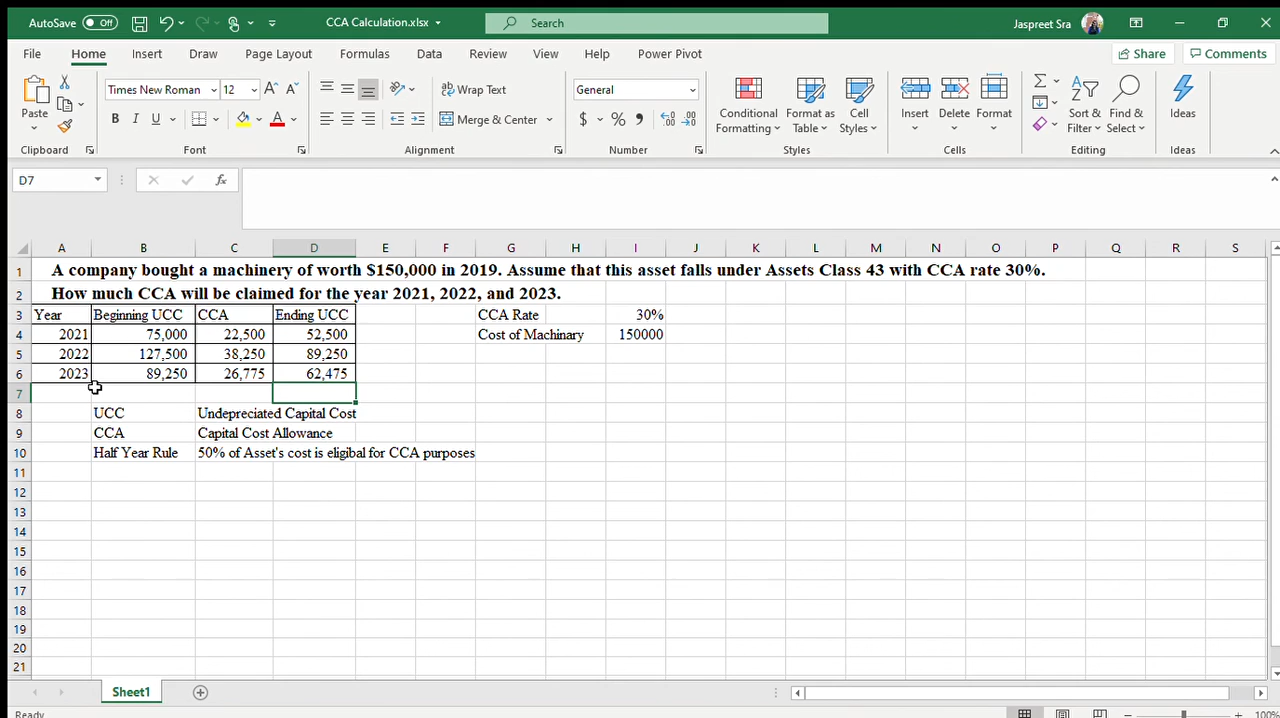 AutoSave Off CCA Calculation.xlsx Search Jaspreet Sra
File Home Insert Draw Page Layout Formulas Data Review View Help Power Pivot Share Comments
Times New Roman 12 A A Wrap Text General
Paste B I U A Merge & Center $ % 9 Conditional Formatting Format as Table Cell Styles Insert Delete Format Sort & Filter Find & Select Ideas
Clipboard Font Alignment Number Styles Cells Editing Ideas
D7 fx
A B C D E F G H I J K L M N O P Q R S
1 A company bought a machinery of worth $150,000 in 2019. Assume that this asset falls under Assets Class 43 with CCA rate 30%.
2 How much CCA will be claimed for the year 2021, 2022, and 2023.
3 Year Beginning UCC CCA Ending UCC CCA Rate 30%
4 2021 75,000 22,500 52,500 Cost of Machinary 150000
5 2022 127,500 38,250 89,250
6 2023 89,250 26,775 62,475
7
8 UCC Undepreciated Capital Cost
9 CCA Capital Cost Allowance
10 Half Year Rule 50% of Asset's cost is eligibal for CCA purposes
11
12
13
14
15
16
17
18
19
20
21
Sheet1
Ready 100%